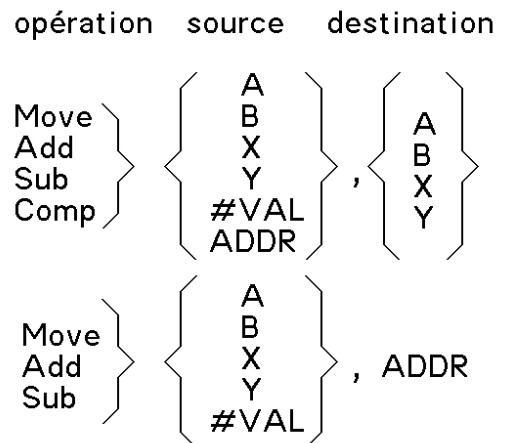 opération source destination
A
Move B A
Add X B
Sub Y , X
Comp #VAL Y
ADDR
A
Move B
Add X , ADDR
Sub Y
#VAL